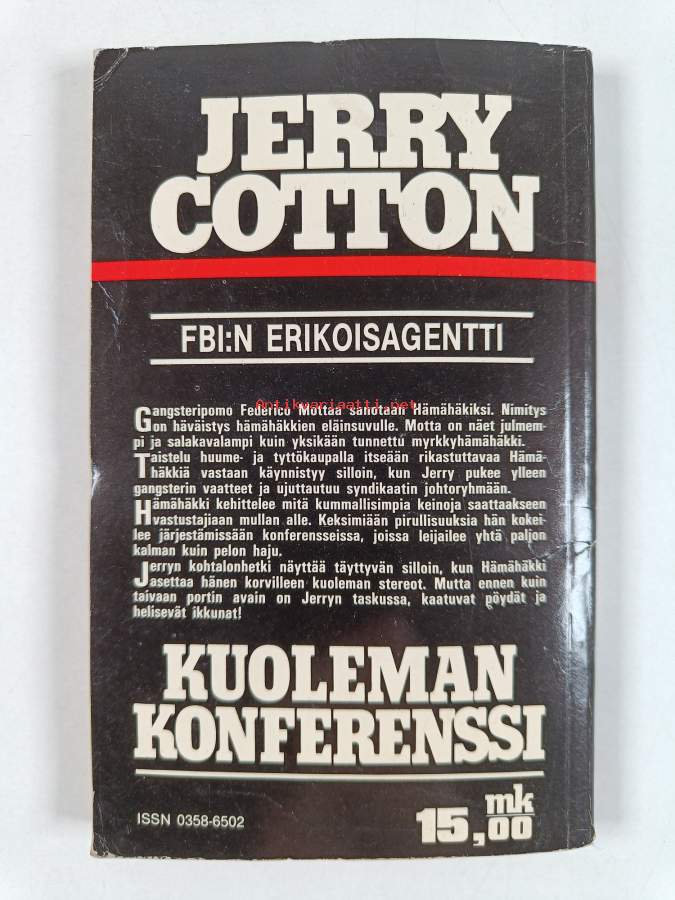 JERRY
COTTON
FBI:N ERIKOISAGENTTI
Antikvariaatti.net
Gangsteripomo Federico Mottaa sanotaan Hämähäkiksi. Nimitys
on häväistys hämähäkkien eläinsuvulle. Motta on näet julmem-
pi ja salakavalampi kuin yksikään tunnettu myrkkyhämähäkki.
Taistelu huume- ja tyttökaupalla itseään rikastuttavaa Hämä-
häkkiä vastaan käynnistyy silloin, kun Jerry pukee ylleen
gangsterin vaatteet ja ujuttautuu syndikaatin johtoryhmään.
Hämähäkki kehittelee mitä kummallisimpia keinoja saattaakseen
vastustajiaan mullan alle. Keksimiään pirullisuuksia hän kokei-
lee järjestämissään konferensseissa, joissa leijailee yhtä paljon
kalman kuin pelon haju.
Jerryn kohtalonhetki näyttää täyttyvän silloin, kun Hämähäkki
asettaa hänen korvilleen kuoleman stereot. Mutta ennen kuin
taivaan portin avain on Jerryn taskussa, kaatuvat pöydät ja
helisevät ikkunat!
KUOLEMAN
KONFERENSSI
ISSN 0358-6502
15,00 mk